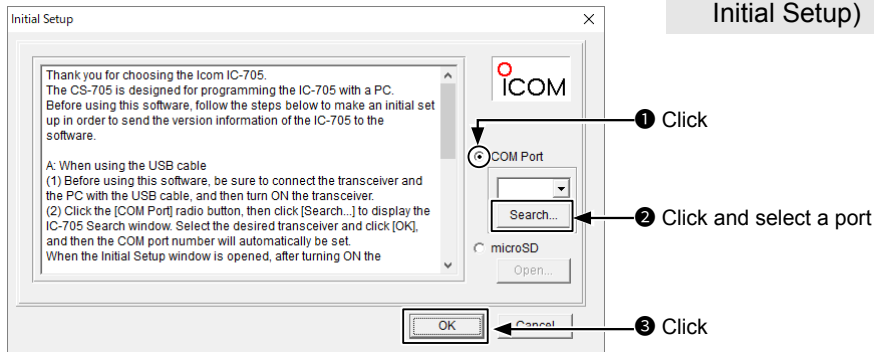 Initial Setup)
Initial Setup
Thank you for choosing the Icom IC-705.
The CS-705 is designed for programming the IC-705 with a PC.
Before using this software, follow the steps below to make an initial set
up in order to send the version information of the IC-705 to the
software.
A: When using the USB cable
(1) Before using this software, be sure to connect the transceiver and
the PC with the USB cable, and then turn ON the transceiver.
(2) Click the [COM Port] radio button, then click [Search...] to display the
IC-705 Search window. Select the desired transceiver and click [OK],
and then the COM port number will automatically be set.
When the Initial Setup window is opened, after turning ON the
ICOM
❶ Click
COM Port
Search...
❷ Click and select a port
microSD
Open...
OK
Cancel
❸ Click